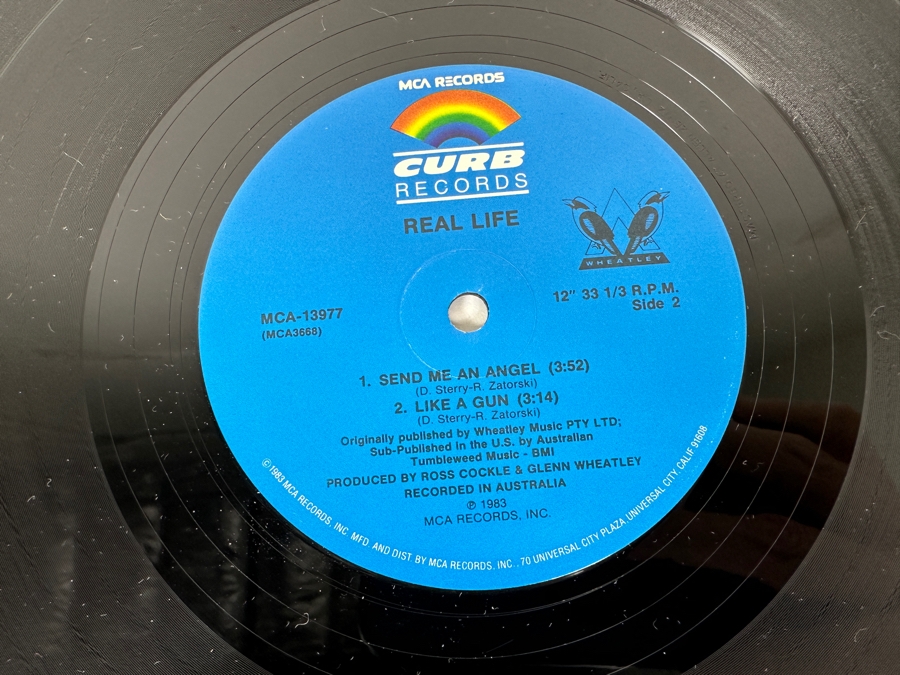 MCA RECORDS
CURB
RECORDS
REAL LIFE
WHEATLEY
MCA-13977
(MCA3668)
12" 33 1/3 R.P.M.
Side 2
1. SEND ME AN ANGEL (3:52)
(D. Sterry-R. Zatorski)
2. LIKE A GUN (3:14)
(D. Sterry-R. Zatorski)
Originally published by Wheatley Music PTY LTD;
Sub-Published in the U.S. by Australian
Tumbleweed Music - BMI
PRODUCED BY ROSS COCKLE & GLENN WHEATLEY
RECORDED IN AUSTRALIA
℗ 1983
MCA RECORDS, INC.
©1983 MCA RECORDS, INC. MFD. AND DIST. BY MCA RECORDS, INC., 70 UNIVERSAL CITY PLAZA, UNIVERSAL CITY, CALIF 91608